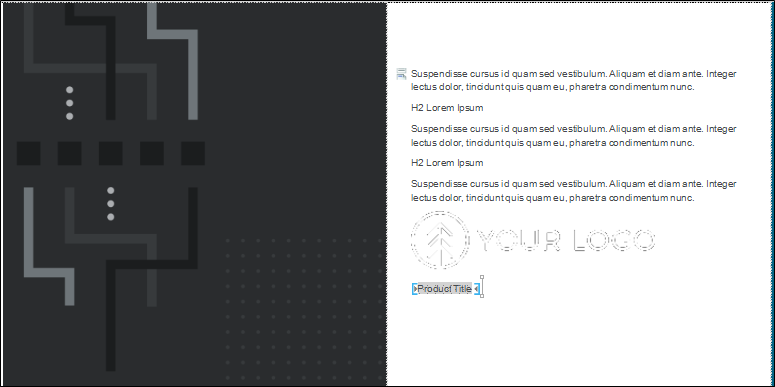 Suspendisse cursus id quam sed vestibulum. Aliquam et diam ante. Integer
lectus dolor, tincidunt quis quam eu, pharetra condimentum nunc.
H2 Lorem Ipsum
Suspendisse cursus id quam sed vestibulum. Aliquam et diam ante. Integer
lectus dolor, tincidunt quis quam eu, pharetra condimentum nunc.
H2 Lorem Ipsum
Suspendisse cursus id quam sed vestibulum. Aliquam et diam ante. Integer
lectus dolor, tincidunt quis quam eu, pharetra condimentum nunc.
YOUR LOGO
Product Title